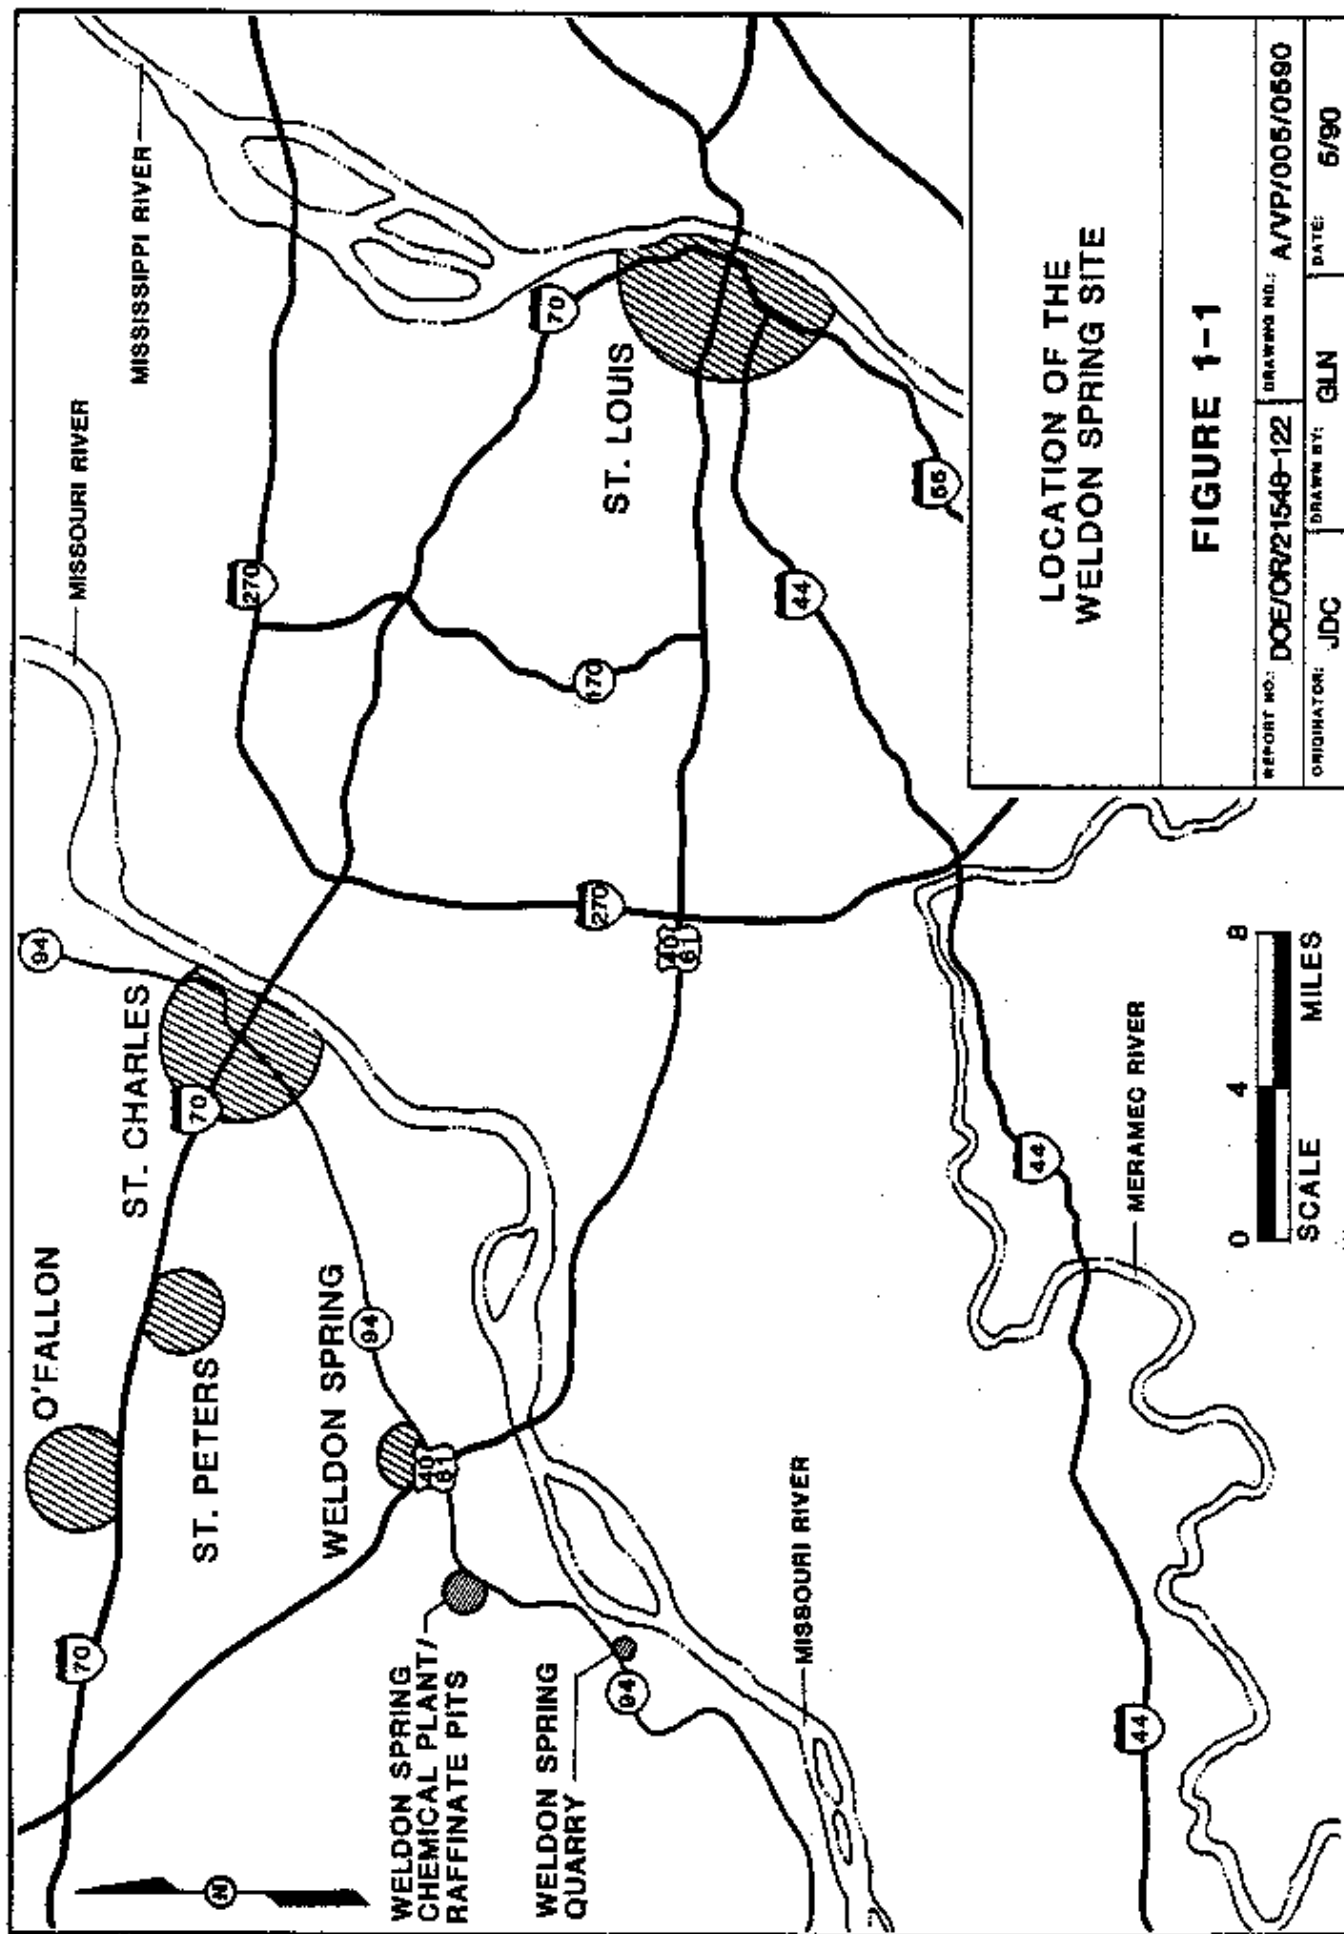 O'FALLON
ST. CHARLES
94
MISSOURI RIVER
MISSISSIPPI RIVER
70
ST. PETERS
70
270
WELDON SPRING
94
70
40
61
ST. LOUIS
170
N
WELDON SPRING
CHEMICAL PLANT/
RAFFINATE PITS
270
40
61
WELDON SPRING
QUARRY
94
44
55
MISSOURI RIVER
44
44
MERAMEC RIVER
0 4 8
SCALE MILES
LOCATION OF THE
WELDON SPRING SITE
FIGURE 1-1
REPORT NO.: DOE/OR/21548-122 DRAWING NO.: A/VP/005/0590
ORIGINATOR: JDC DRAWN BY: GLN DATE: 5/90